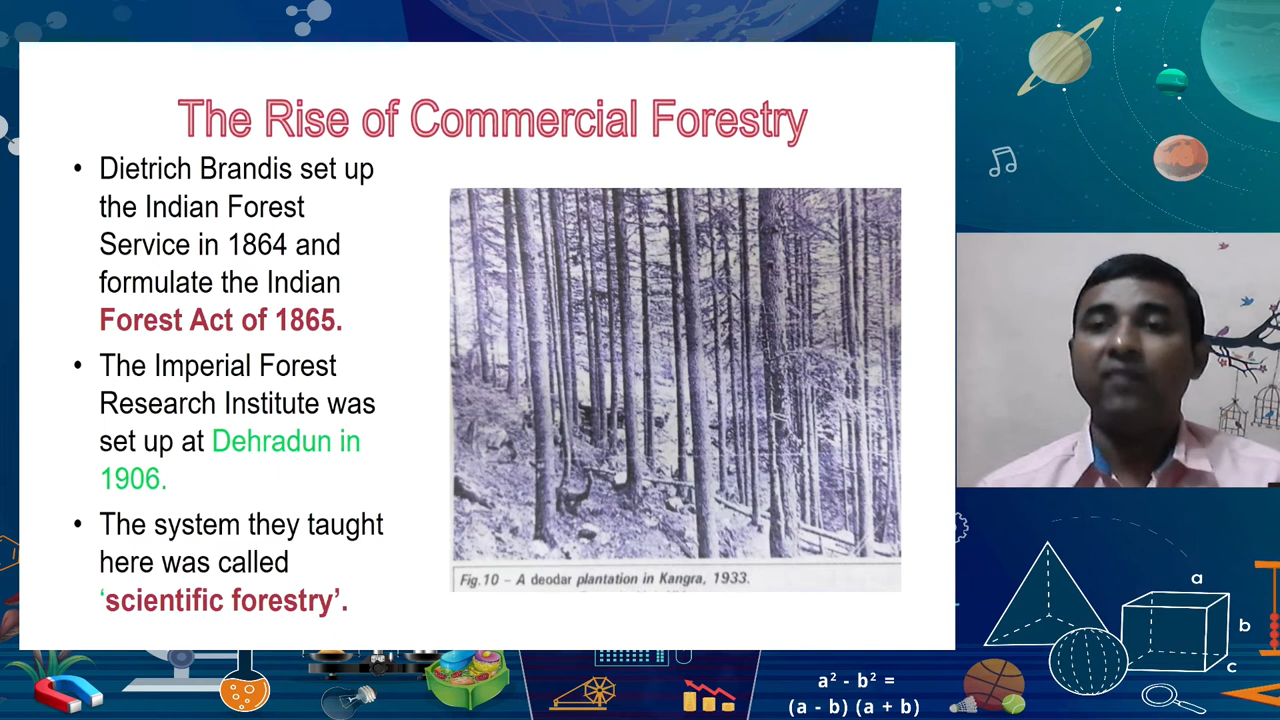 The Rise of Commercial Forestry
• Dietrich Brandis set up
the Indian Forest
Service in 1864 and
formulate the Indian
Forest Act of 1865.
• The Imperial Forest
Research Institute was
set up at Dehradun in
1906.
• The system they taught
here was called
‘scientific forestry’.
Fig.10 – A deodar plantation in Kangra, 1933.
a
b
c
a² - b² =
(a - b) (a + b)